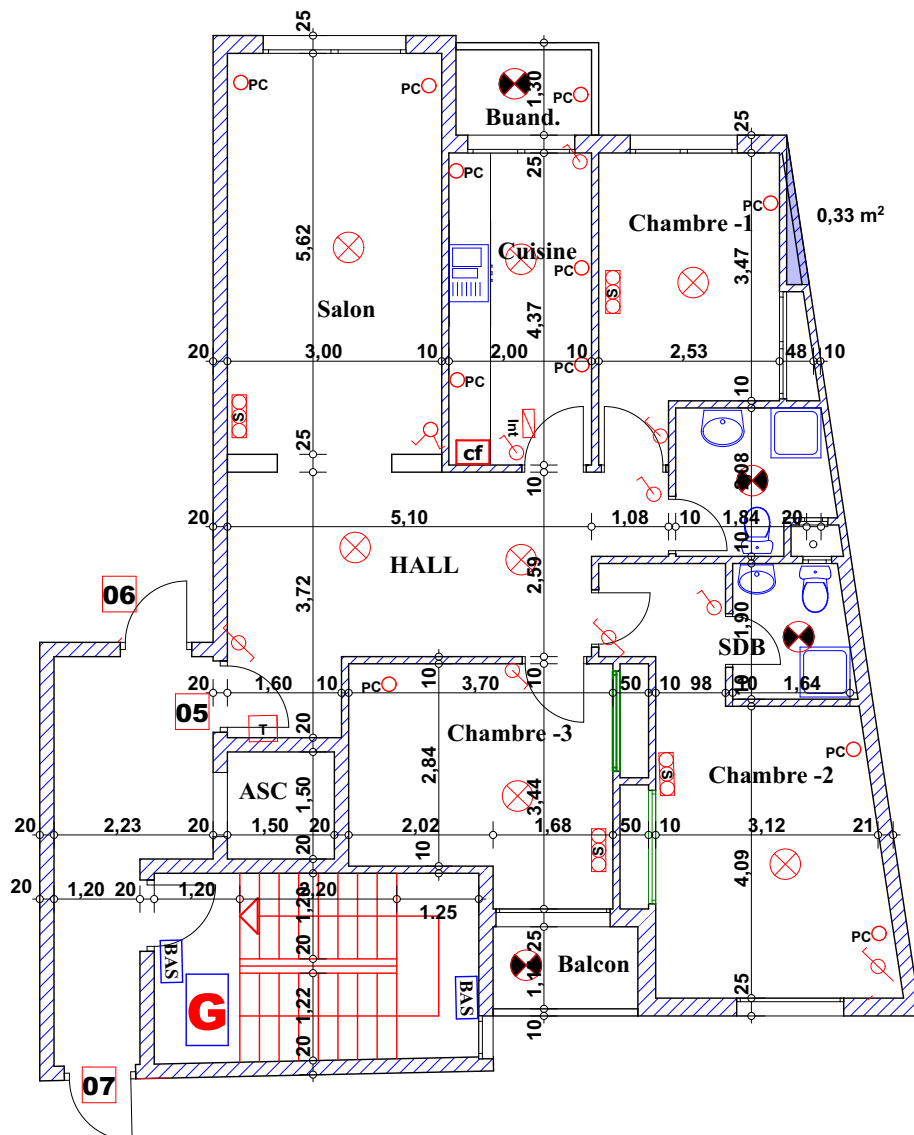 25
PC
PC
1,30
PC
Buand.
25
25
PC
PC
0,33 m²
Chambre -1
Cuisine
5,62
3,47
S
Salon
4,37
20
3,00
10
2,00
10
2,53
48
10
PC
PC
10
S
Int
25
cf
10
2,08
20
5,10
1,08
10
1,84
20
10
HALL
2,59
3,72
06
1,90
SDB
10
10
10
20
1,60
10
3,70
50
10
98
10
1,64
PC
05
T
20
Chambre -3
PC
2,84
S
Chambre -2
ASC
1,50
3,44
20
2,23
20
1,50
20
2,02
1,68
50
10
3,12
21
20
10
S
4,09
20
1,20
20
1,20
1,20
2,20
1.25
PC
BAS
20
25
Balcon
BAS
25
G
1,22
10
20
07